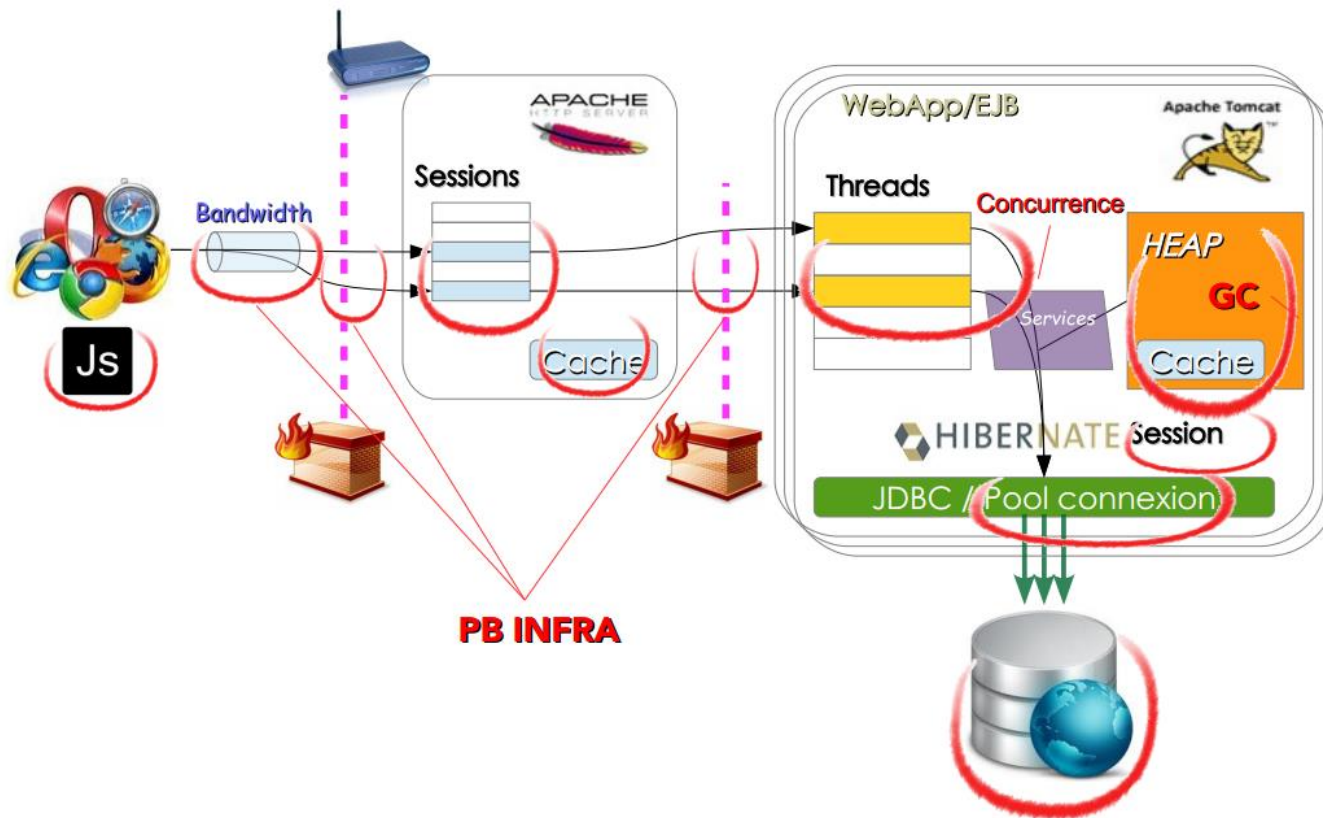 APACHE
HTTP SERVER
WebApp/EJB
Apache Tomcat
TM
Sessions
Threads
Bandwidth
Concurrence
HEAP
GC
Services
Js
Cache
Cache
HIBERNATE Session
JDBC / Pool connexion
PB INFRA